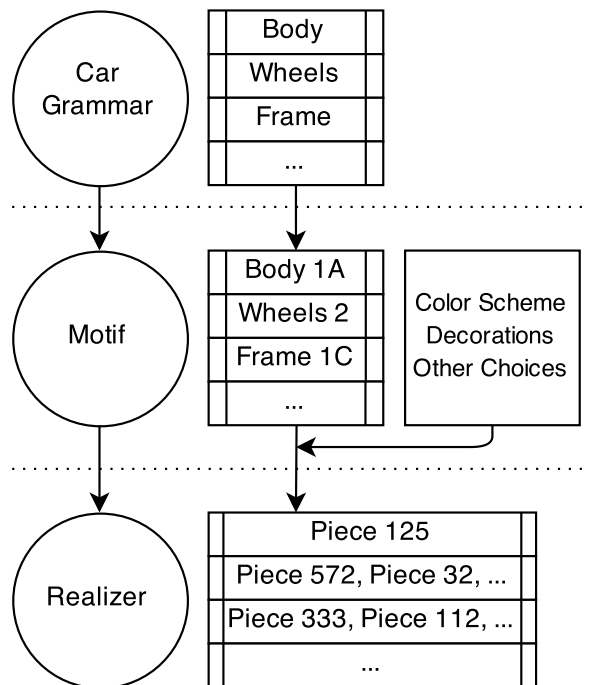 Car
Grammar
Body
Wheels
Frame
...
Motif
Body 1A
Wheels 2
Frame 1C
...
Color Scheme
Decorations
Other Choices
Realizer
Piece 125
Piece 572, Piece 32, ...
Piece 333, Piece 112, ...
...